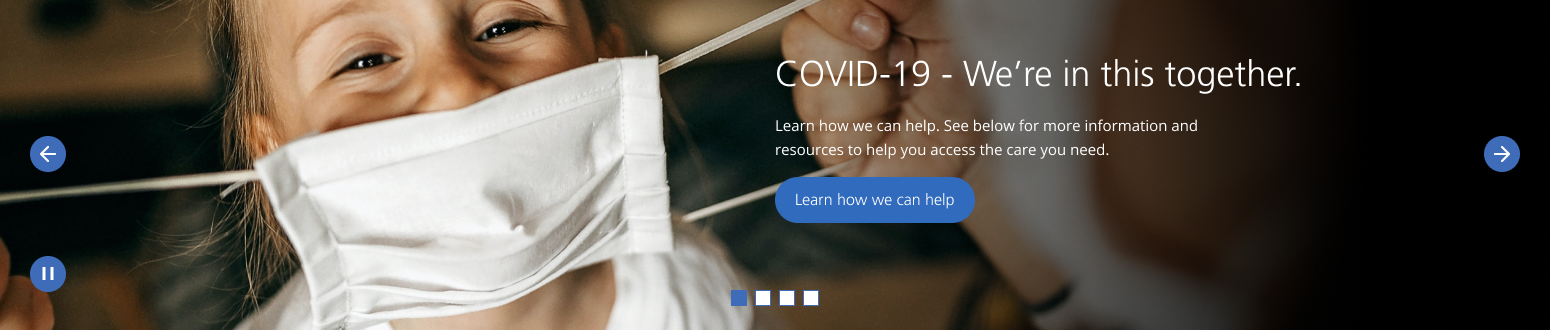 COVID-19 - We're in this together.
Learn how we can help. See below for more information and
resources to help you access the care you need.
Learn how we can help